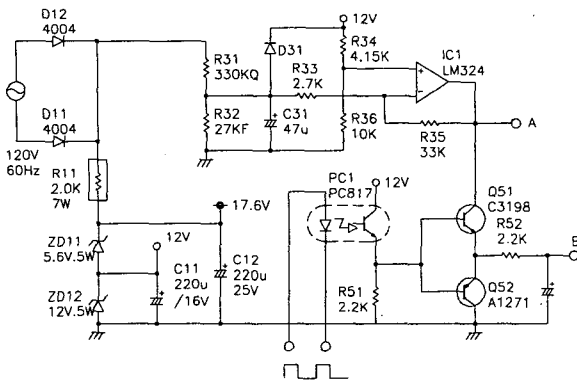 D12
4004
D11
4004
120V
60Hz
R11
2.0K
7W
R31
330KΩ
R32
27KF
D31
C31
47u
R33
2.7K
12V
R34
4.15K
R36
10K
IC1
LM324
+
-
R35
33K
A
PC1
PC817
12V
17.6V
12V
ZD11
5.6V.5W
ZD12
12V.5W
C11
220u
/16V
C12
220u
25V
R51
2.2K
Q51
C3198
R52
2.2K
B
Q52
A1271